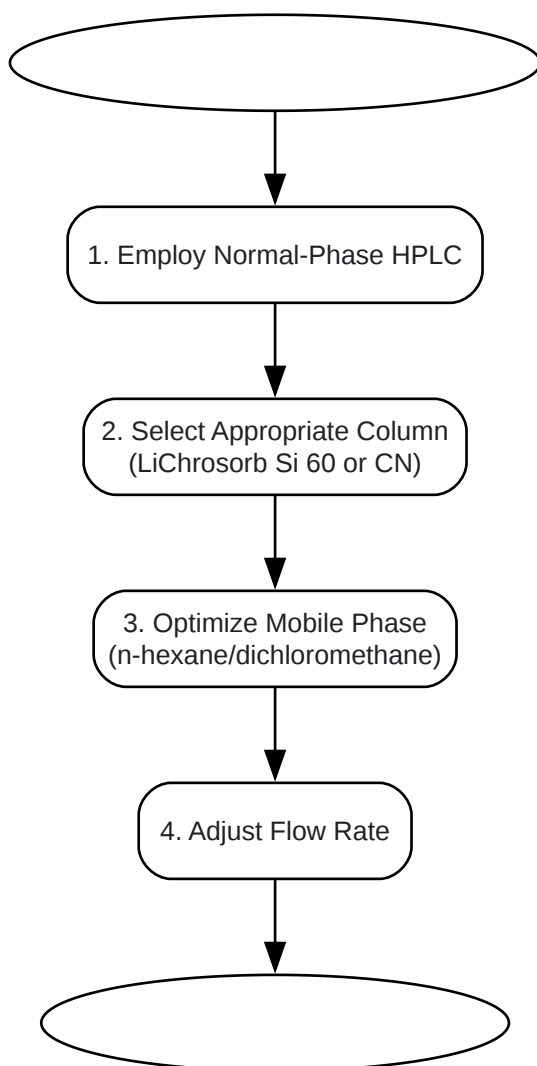 1. Employ Normal-Phase HPLC
2. Select Appropriate Column
(LiChrosorb Si 60 or CN)
3. Optimize Mobile Phase
(n-hexane/dichloromethane)
4. Adjust Flow Rate